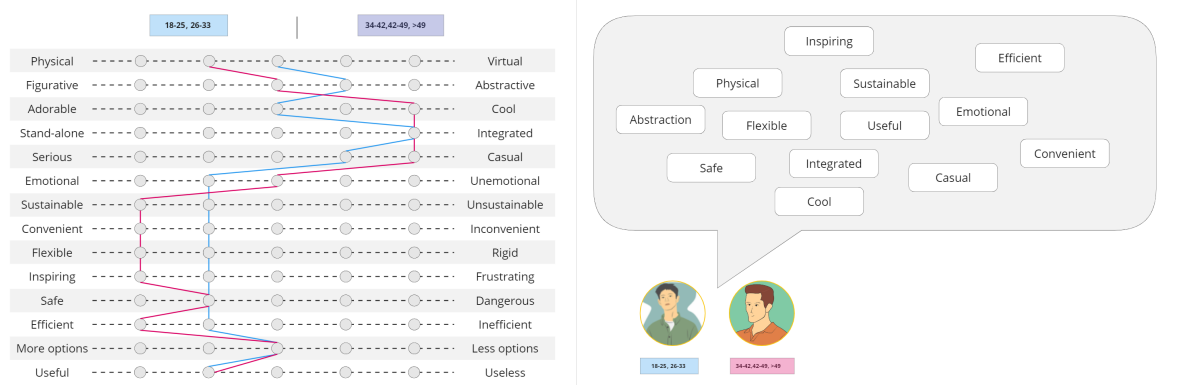 18-25, 26-33
34-42,42-49, >49
Physical Virtual
Figurative Abstractive
Adorable Cool
Stand-alone Integrated
Serious Casual
Emotional Unemotional
Sustainable Unsustainable
Convenient Inconvenient
Flexible Rigid
Inspiring Frustrating
Safe Dangerous
Efficient Inefficient
More options Less options
Useful Useless
Inspiring
Efficient
Physical
Sustainable
Abstraction
Flexible
Useful
Emotional
Safe
Integrated
Casual
Convenient
Cool
18-25, 26-33
34-42,42-49, >49